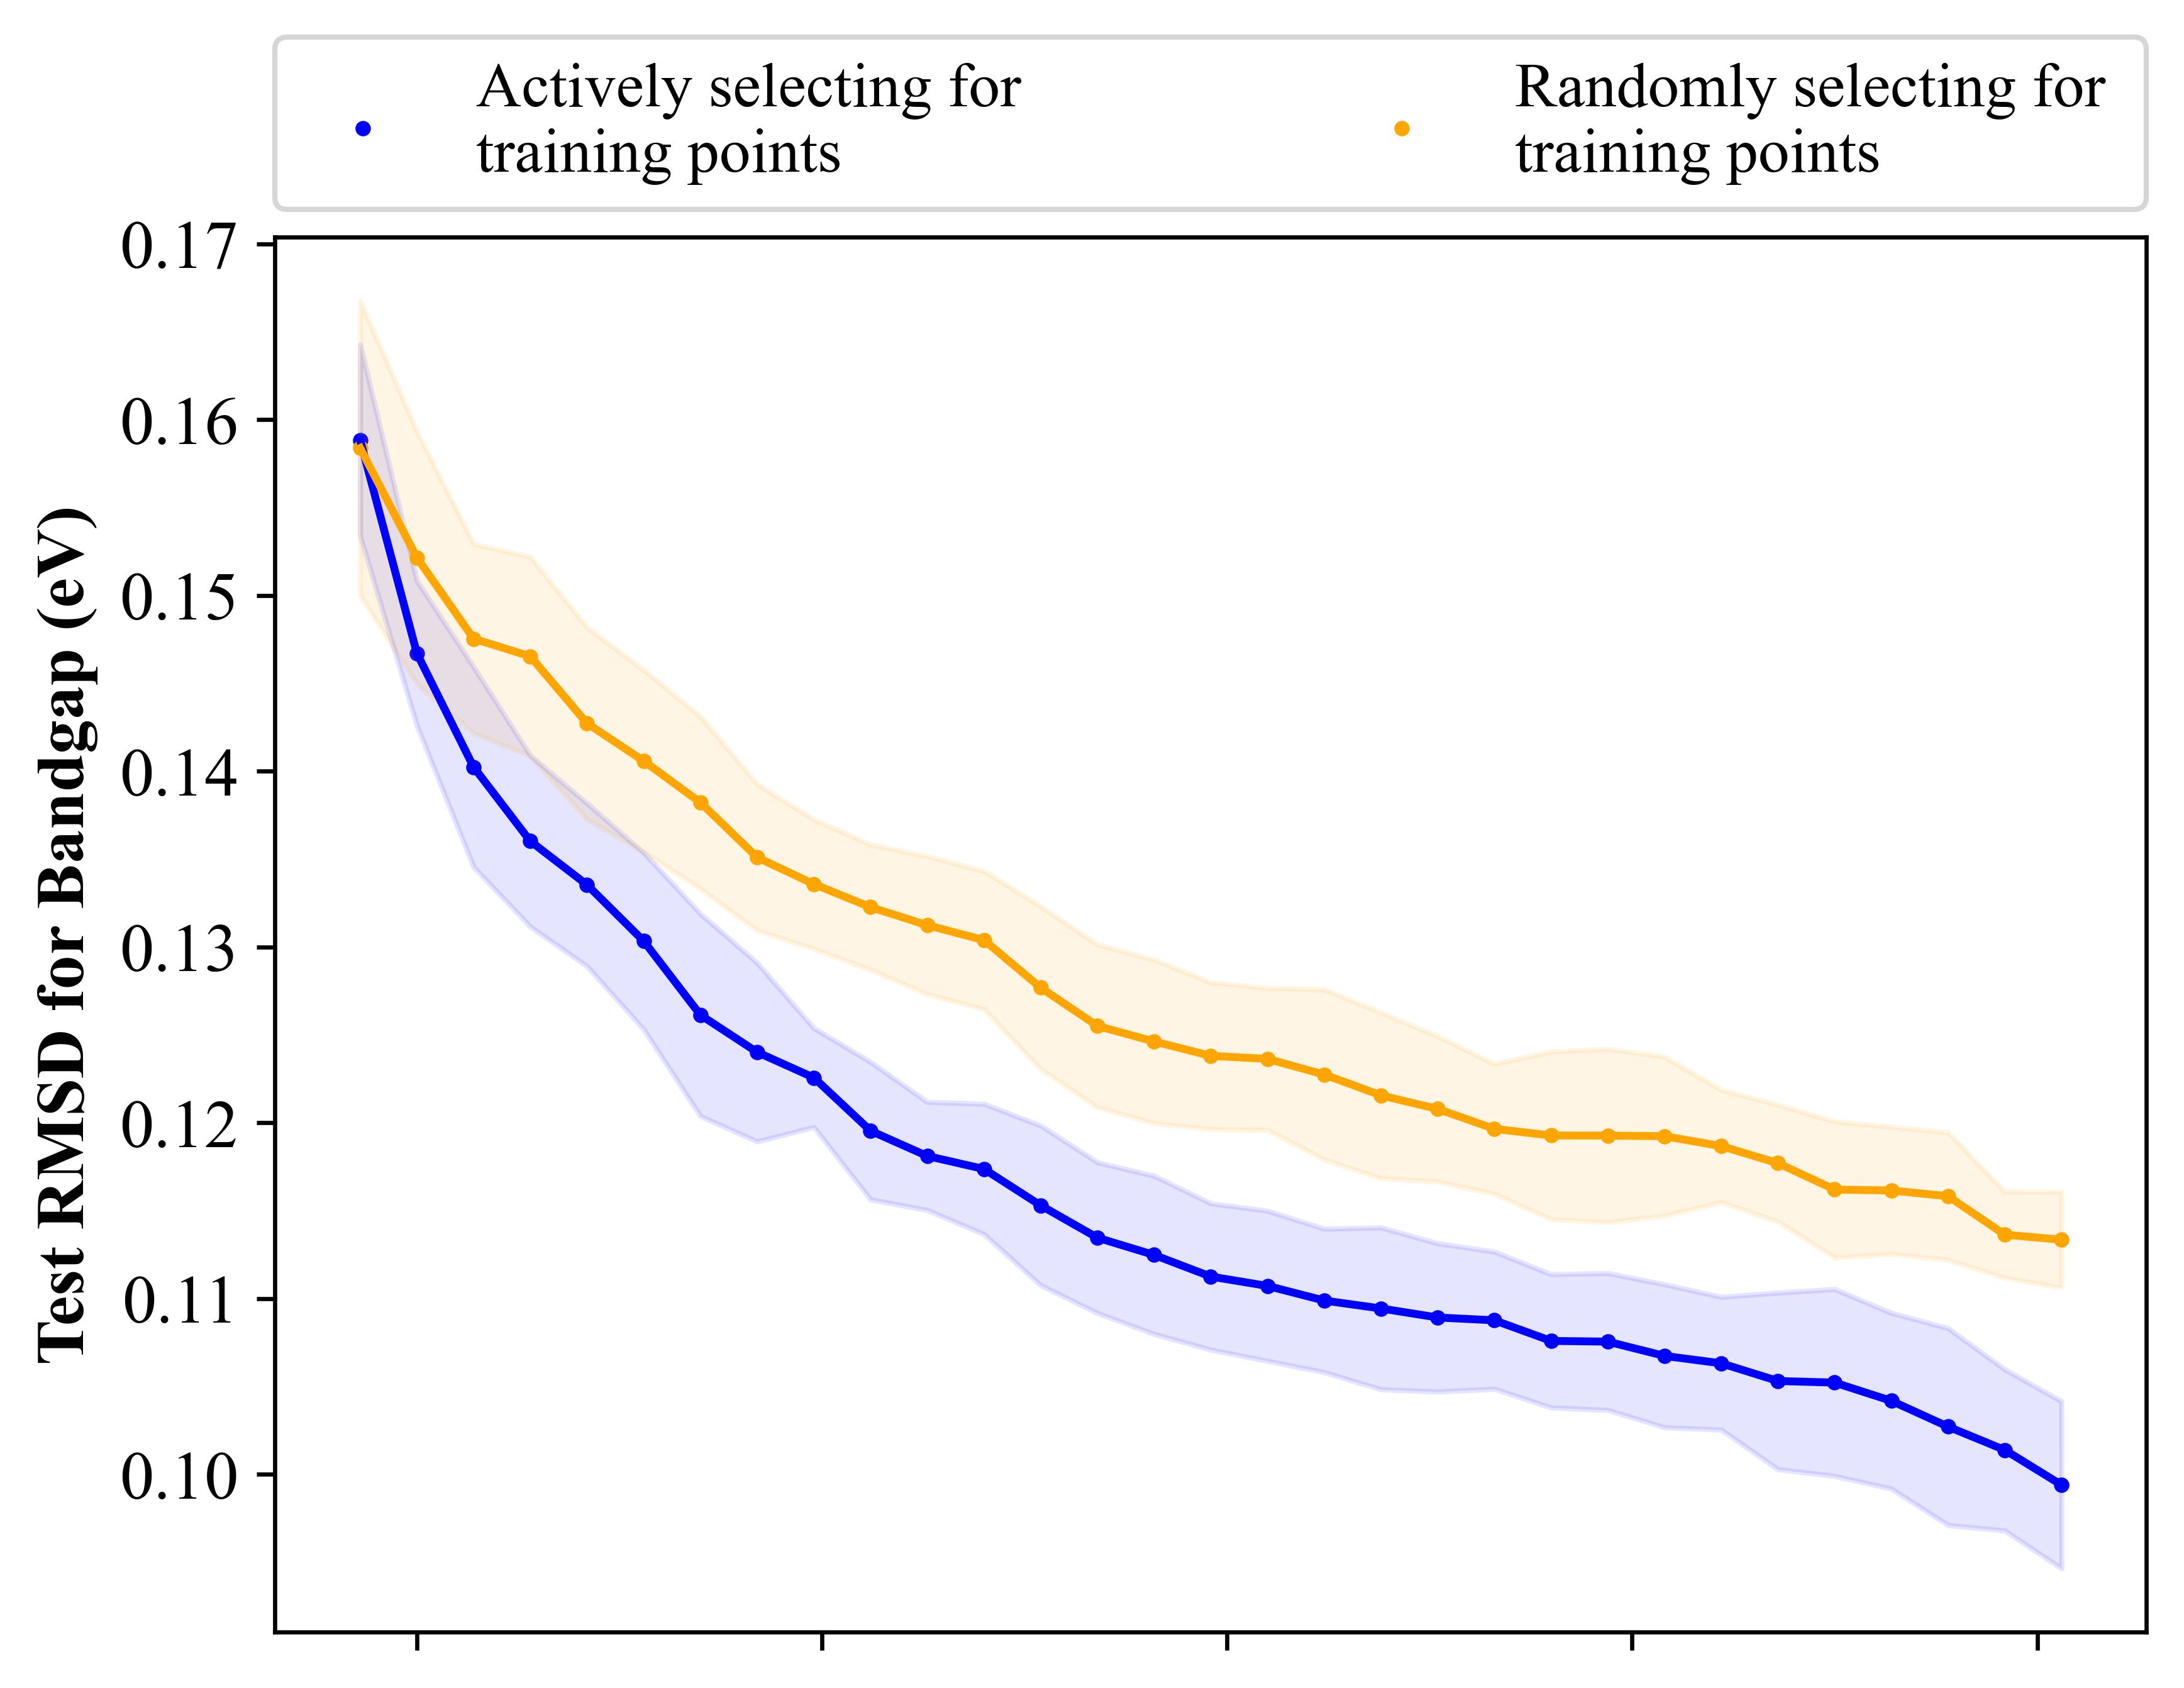 Actively selecting for
training points
Randomly selecting for
training points
0.17
0.16
0.15
0.14
0.13
0.12
0.11
0.10
Test RMSD for Bandgap (eV)